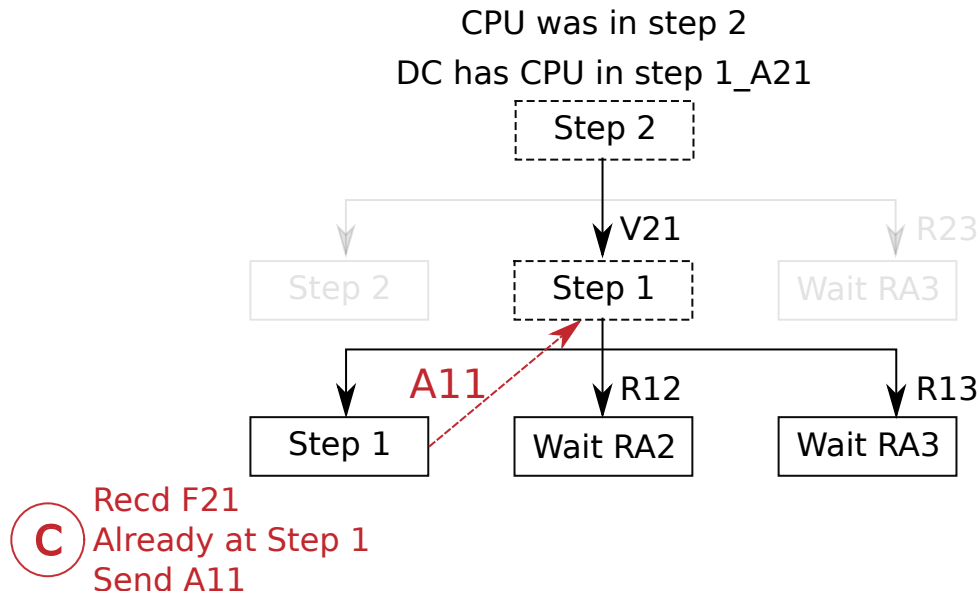 CPU was in step 2
DC has CPU in step 1_A21
Step 2
V21
R23
Step 2
Step 1
Wait RA3
A11
R12
R13
Step 1
Wait RA2
Wait RA3
C
Recd F21
Already at Step 1
Send A11